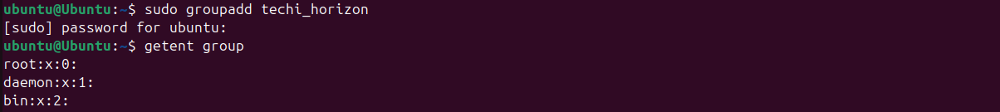 ubuntu@Ubuntu:~$ sudo groupadd techi_horizon
[sudo] password for ubuntu:
ubuntu@Ubuntu:~$ getent group
root:x:0:
daemon:x:1:
bin:x:2: